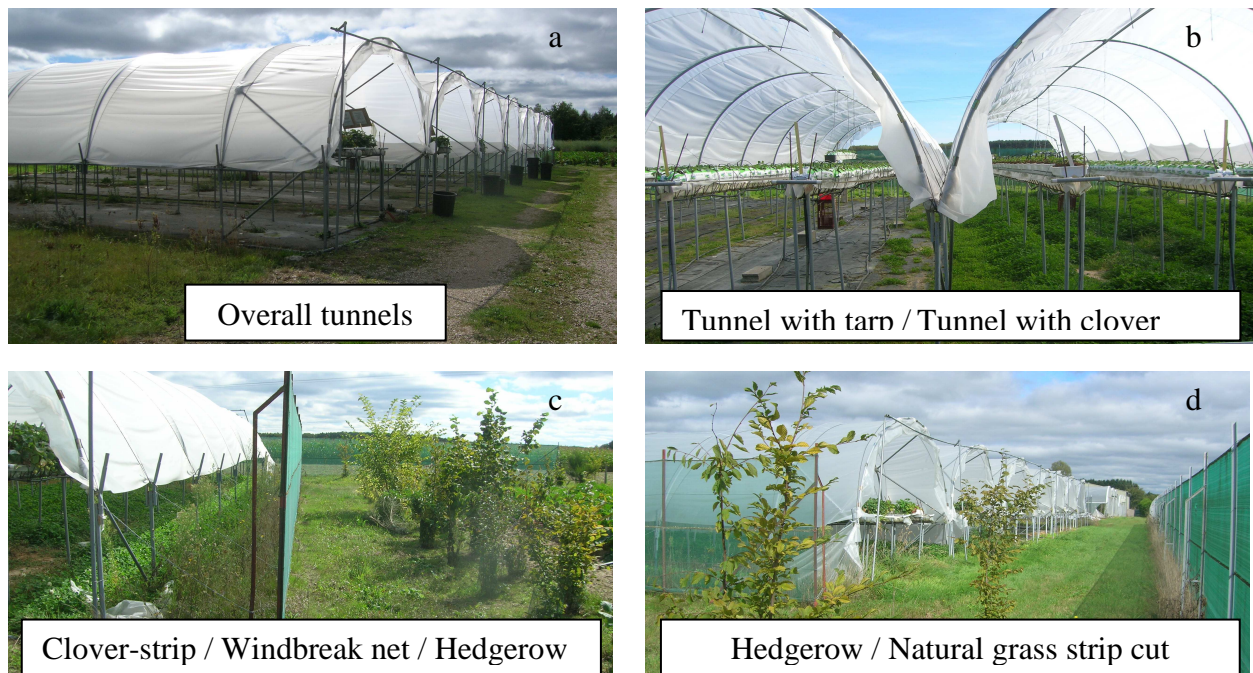 a
Overall tunnels
b
Tunnel with tarp / Tunnel with clover
c
Clover-strip / Windbreak net / Hedgerow
d
Hedgerow / Natural grass strip cut